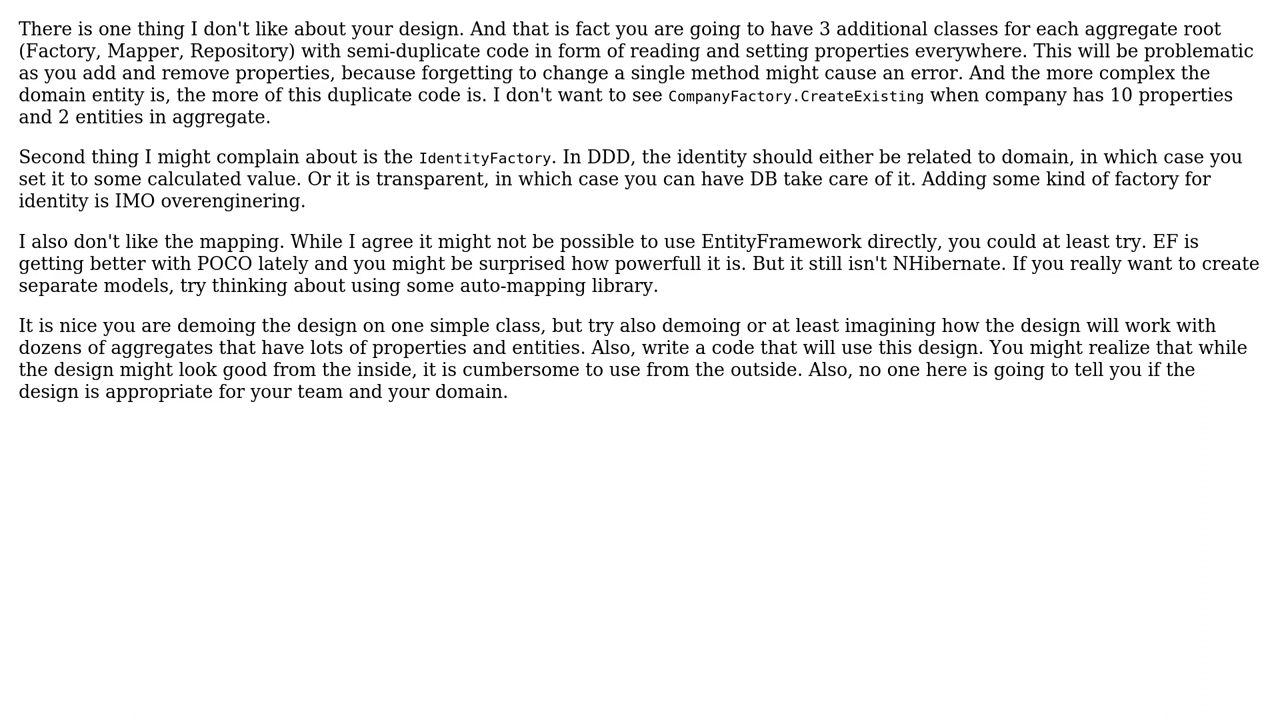 There is one thing I don't like about your design. And that is fact you are going to have 3 additional classes for each aggregate root
(Factory, Mapper, Repository) with semi-duplicate code in form of reading and setting properties everywhere. This will be problematic
as you add and remove properties, because forgetting to change a single method might cause an error. And the more complex the
domain entity is, the more of this duplicate code is. I don't want to see CompanyFactory.CreateExisting when company has 10 properties
and 2 entities in aggregate.
Second thing I might complain about is the IdentityFactory. In DDD, the identity should either be related to domain, in which case you
set it to some calculated value. Or it is transparent, in which case you can have DB take care of it. Adding some kind of factory for
identity is IMO overenginering.
I also don't like the mapping. While I agree it might not be possible to use EntityFramework directly, you could at least try. EF is
getting better with POCO lately and you might be surprised how powerfull it is. But it still isn't NHibernate. If you really want to create
separate models, try thinking about using some auto-mapping library.
It is nice you are demoing the design on one simple class, but try also demoing or at least imagining how the design will work with
dozens of aggregates that have lots of properties and entities. Also, write a code that will use this design. You might realize that while
the design might look good from the inside, it is cumbersome to use from the outside. Also, no one here is going to tell you if the
design is appropriate for your team and your domain.